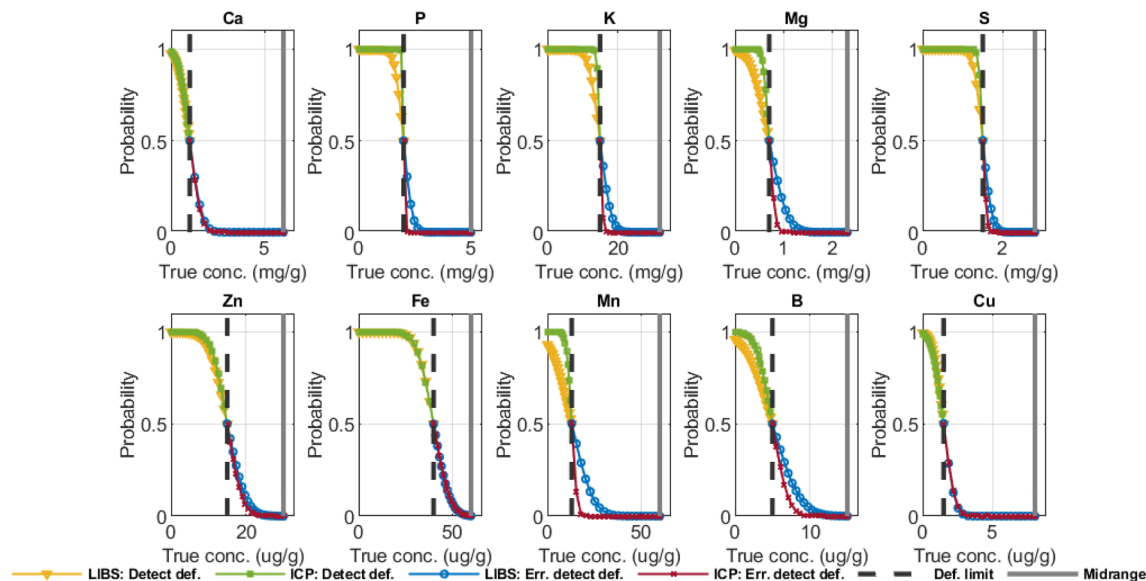 Ca P K Mg S
1 1 1 1 1
Probability Probability Probability Probability Probability
0.5 0.5 0.5 0.5 0.5
0 0 0 0 0
0 5 0 5 0 20 0 1 2 0 2
True conc. (mg/g) True conc. (mg/g) True conc. (mg/g) True conc. (mg/g) True conc. (mg/g)
Zn Fe Mn B Cu
1 1 1 1 1
Probability Probability Probability Probability Probability
0.5 0.5 0.5 0.5 0.5
0 0 0 0 0
0 20 0 50 0 50 0 10 0 5
True conc. (ug/g) True conc. (ug/g) True conc. (ug/g) True conc. (ug/g) True conc. (ug/g)
LIBS: Detect def. ICP: Detect def. LIBS: Err. detect def. ICP: Err. detect def. Def. limit Midrange